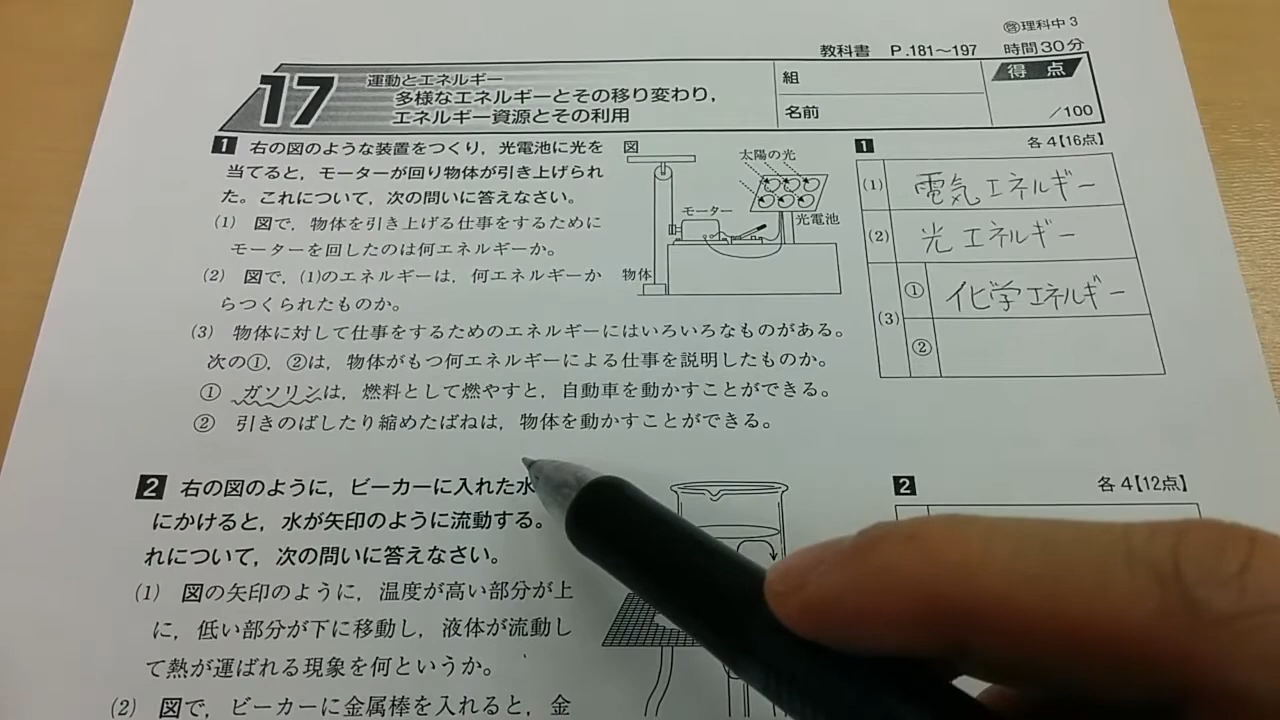 ㋐理科中3
教科書 P.181〜197 時間30分
17 運動とエネルギー
多様なエネルギーとその移り変わり,
エネルギー資源とその利用
組
名前
得点
/100
1 右の図のような装置をつくり，光電池に光を
当てると，モーターが回り物体が引き上げられ
た。これについて，次の問いに答えなさい。
(1) 図で，物体を引き上げる仕事をするために
モーターを回したのは何エネルギーか。
(2) 図で，(1)のエネルギーは，何エネルギーか
らつくられたものか。
図
太陽の光
モーター
光電池
物体
(3) 物体に対して仕事をするためのエネルギーにはいろいろなものがある。
次の①，②は，物体がもつ何エネルギーによる仕事を説明したものか。
① ガソリンは，燃料として燃やすと，自動車を動かすことができる。
② 引きのばしたり縮めたばねは，物体を動かすことができる。
1 各4【16点】
(1) 電気エネルギー
(2) 光エネルギー
(3) ① 化学エネルギー
②
2 右の図のように，ビーカーに入れた水
にかけると，水が矢印のように流動する。
れについて，次の問いに答えなさい。
(1) 図の矢印のように，温度が高い部分が上
に，低い部分が下に移動し，液体が流動し
て熱が運ばれる現象を何というか。
(2) 図で，ビーカーに金属棒を入れると，金
2 各4【12点】